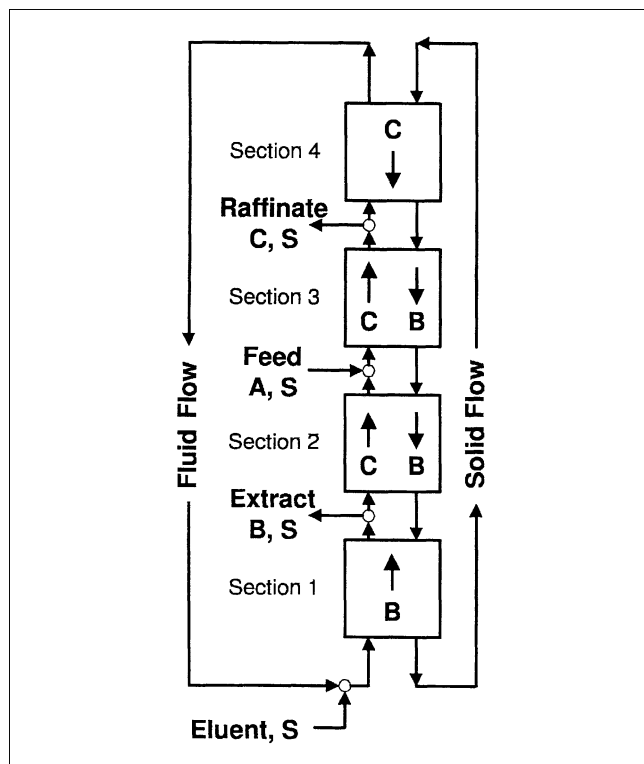 C
Section 4
Raffinate
C, S
Section 3
C B
Feed
A, S
Fluid Flow
Solid Flow
Section 2
C B
Extract
B, S
Section 1
B
Eluent, S